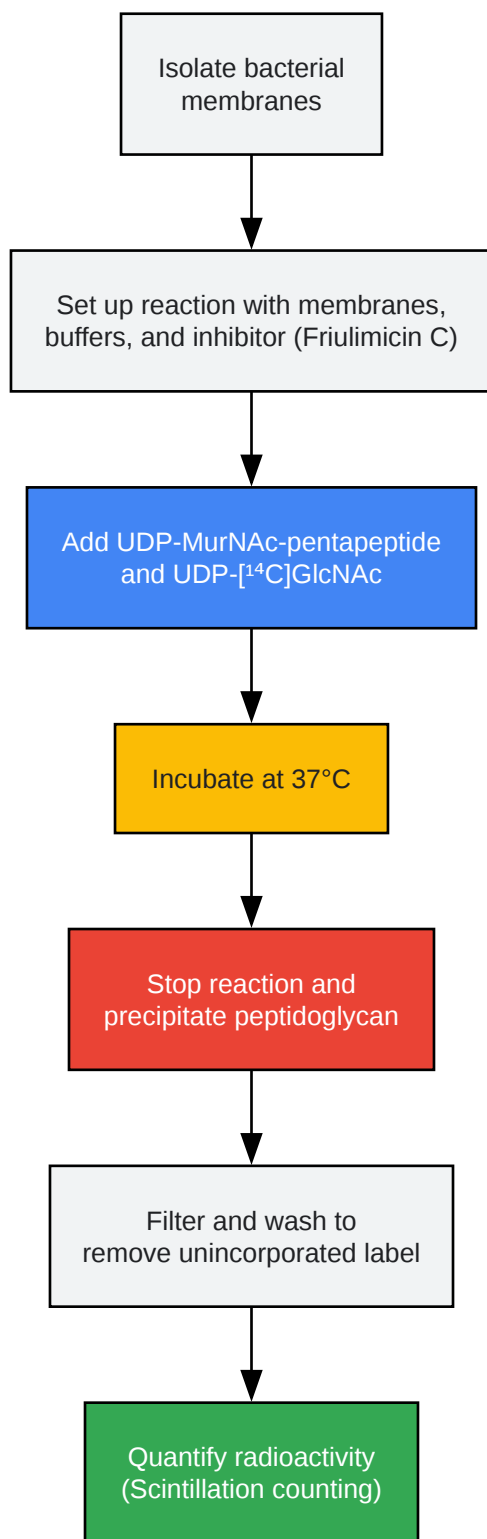 Isolate bacterial
membranes
Set up reaction with membranes,
buffers, and inhibitor (Friulimicin C)
Add UDP-MurNAc-pentapeptide
and UDP-[¹⁴C]GlcNAc
Incubate at 37°C
Stop reaction and
precipitate peptidoglycan
Filter and wash to
remove unincorporated label
Quantify radioactivity
(Scintillation counting)